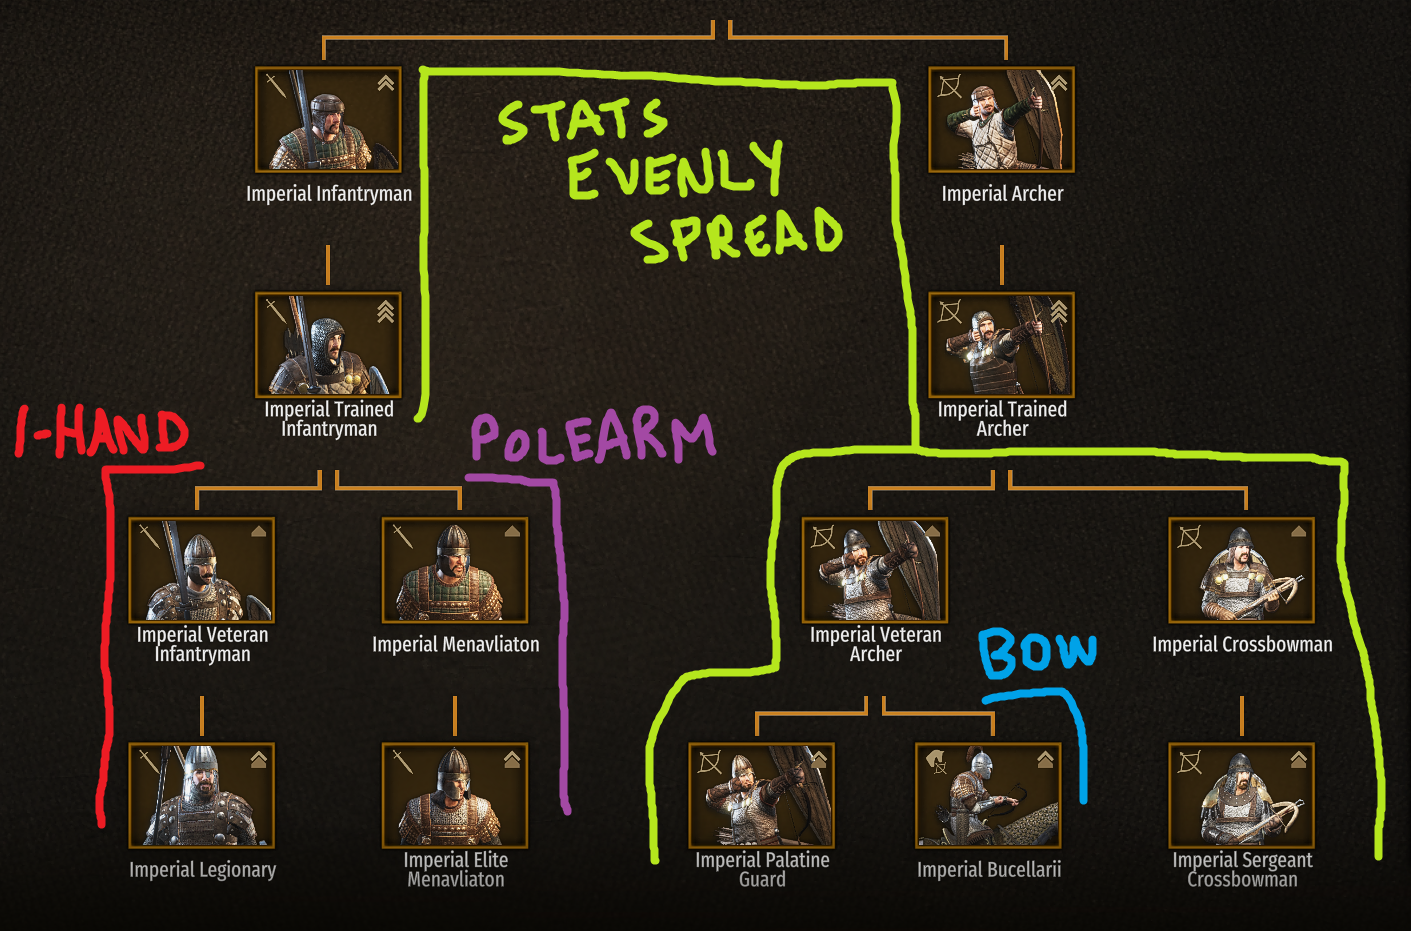 STATS
EVENLY
SPREAD
Imperial Infantryman
Imperial Archer
Imperial Trained
Infantryman
Imperial Trained
Archer
1-HAND
POLEARM
Imperial Veteran
Infantryman
Imperial Menavliaton
Imperial Veteran
Archer
BOW
Imperial Crossbowman
Imperial Legionary
Imperial Elite
Menavliaton
Imperial Palatine
Guard
Imperial Bucellarii
Imperial Sergeant
Crossbowman